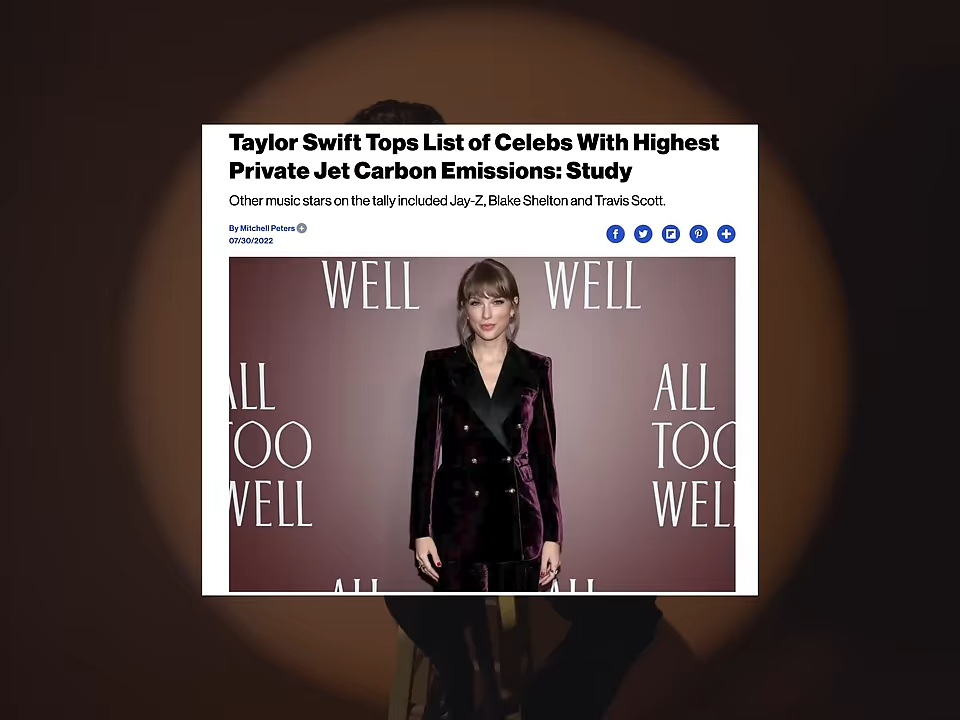 Taylor Swift Tops List of Celebs With Highest
Private Jet Carbon Emissions: Study
Other music stars on the tally included Jay-Z, Blake Shelton and Travis Scott.
By Mitchell Peters
07/30/2022
WELL WELL
ALL ALL
TOO TOO
WELL WELL
ALL ALL